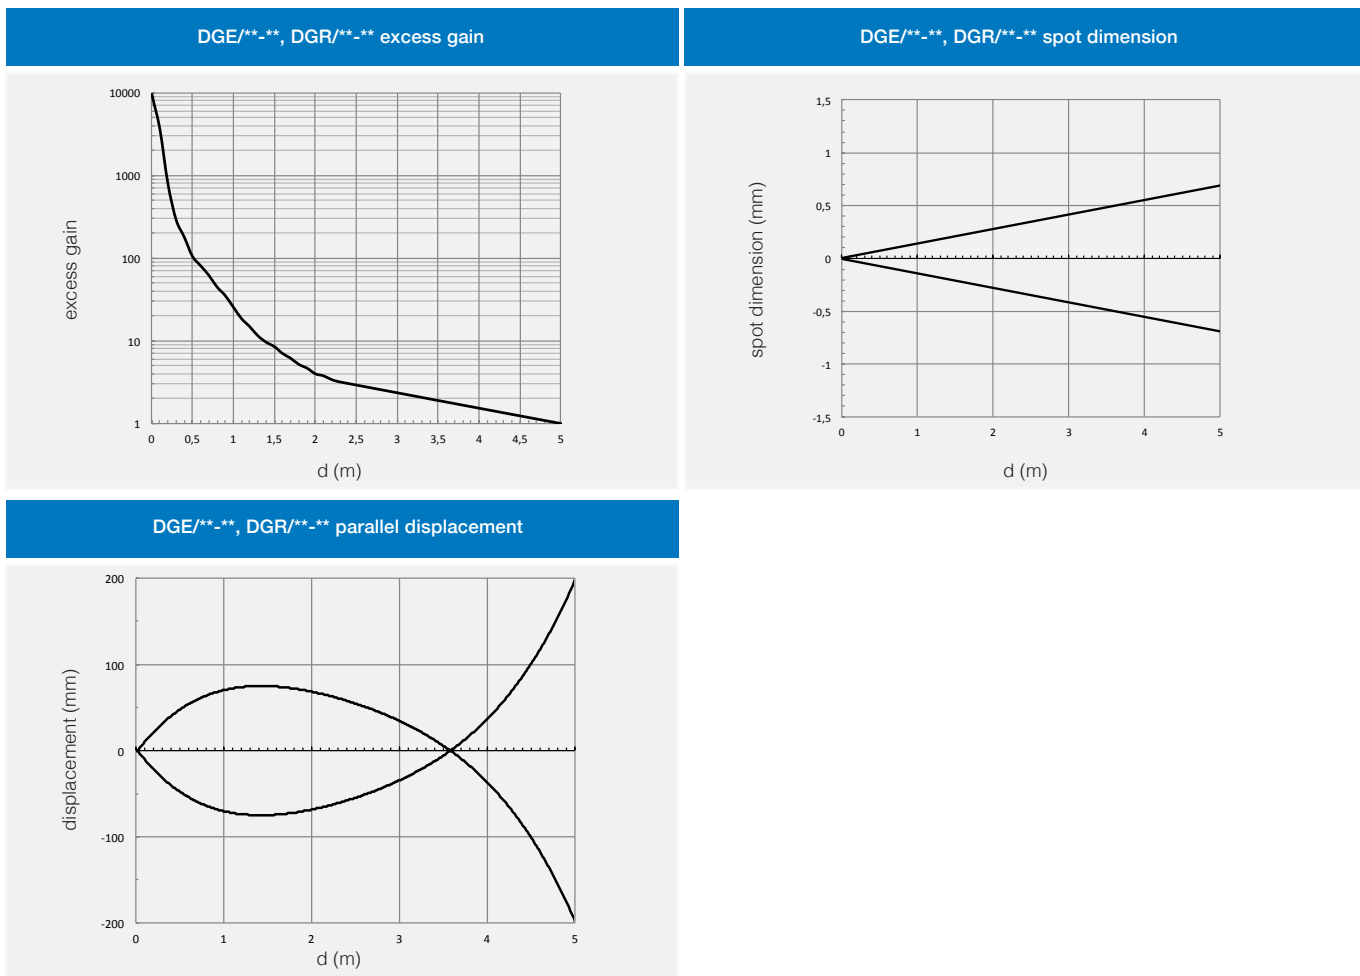 DGE/**-**, DGR/**-** excess gain
10000
1000
100
10
1
excess gain
0 0,5 1 1,5 2 2,5 3 3,5 4 4,5 5
d (m)
DGE/**-**, DGR/**-** spot dimension
1,5
1
0,5
0
-0,5
-1
-1,5
spot dimension (mm)
0 1 2 3 4 5
d (m)
DGE/**-**, DGR/**-** parallel displacement
200
100
0
-100
-200
displacement (mm)
0 1 2 3 4 5
d (m)